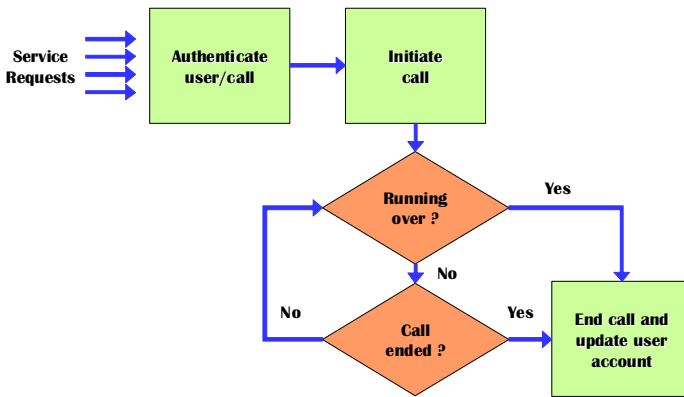 Service
Requests
Authenticate
user/call
Initiate
call
Running
over ?
Yes
No
No
Call
ended ?
Yes
End call and
update user
account